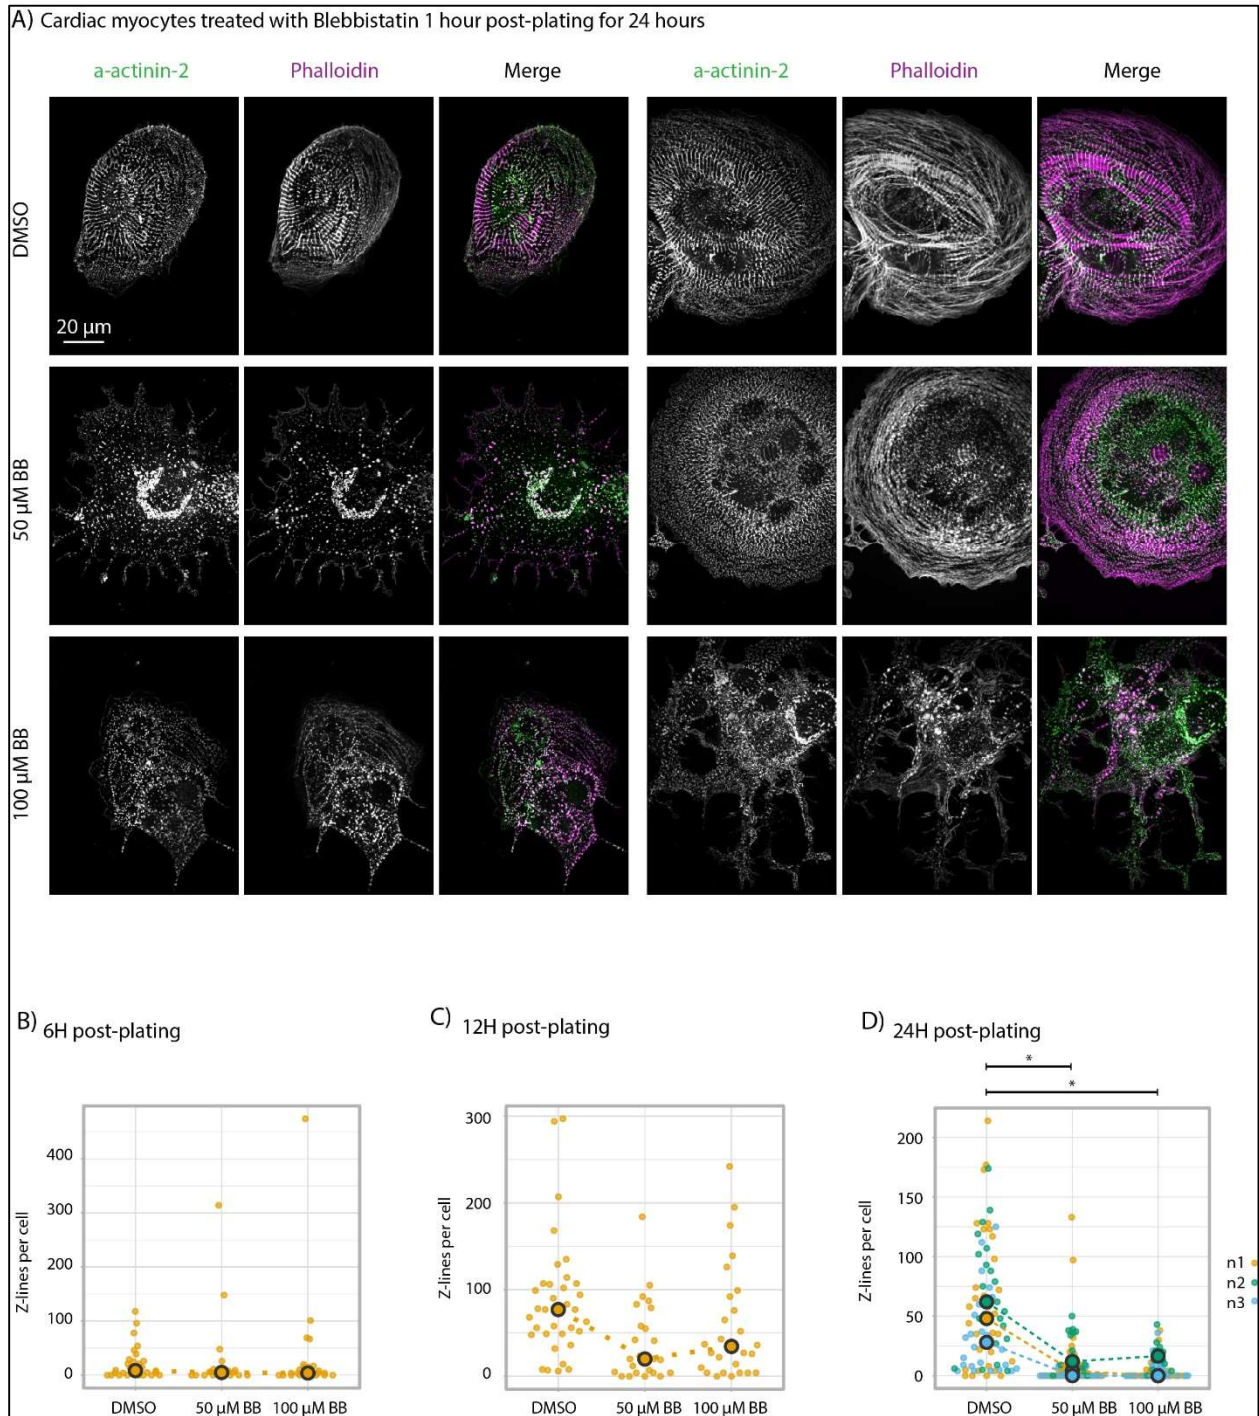 A) Cardiac myocytes treated with Blebbistatin 1 hour post-plating for 24 hours
a-actinin-2 Phalloidin Merge a-actinin-2 Phalloidin Merge
DMSO
20 µm
50 µM BB
100 µM BB
B) 6H post-plating
C) 12H post-plating
D) 24H post-plating
* 
*
Z-lines per cell
400
300
200
100
0
DMSO 50 µM BB 100 µM BB
Z-lines per cell
300
200
100
0
DMSO 50 µM BB 100 µM BB
Z-lines per cell
200
150
100
50
0
DMSO 50 µM BB 100 µM BB
n1
n2
n3